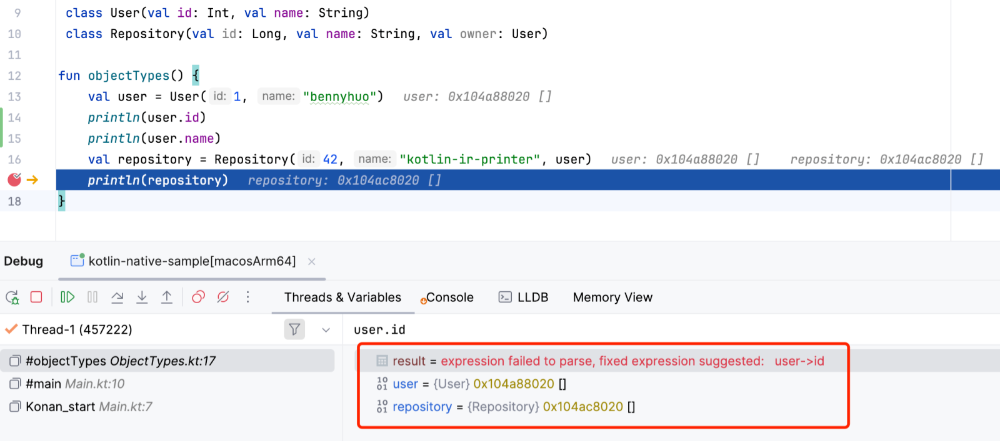 9 class User(val id: Int, val name: String)
10 class Repository(val id: Long, val name: String, val owner: User)
11
12 fun objectTypes() {
13 val user = User( id: 1, name: "bennyhuo") user: 0x104a88020 []
14 println(user.id)
15 println(user.name)
16 val repository = Repository( id: 42, name: "kotlin-ir-printer", user) user: 0x104a88020 [] repository: 0x104ac8020 []
println(repository) repository: 0x104ac8020 []
18 }
Debug kotlin-native-sample[macosArm64] ×
Threads & Variables Console LLDB Memory View
Thread-1 (457222)
user.id
#objectTypes ObjectTypes.kt:17
result = expression failed to parse, fixed expression suggested: user->id
#main Main.kt:10
user = {User} 0x104a88020 []
Konan_start Main.kt:7
repository = {Repository} 0x104ac8020 []